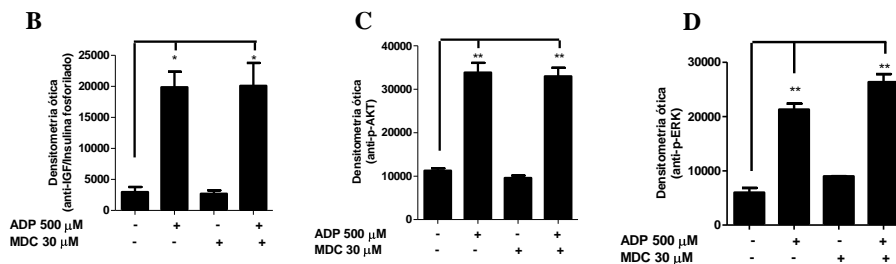 B
Densitometria ótica
(anti-IGF/Insulina fosforilado)
25000
20000
15000
10000
5000
0
* *
ADP 500 μM - + - +
MDC 30 μM - - + +
C
Densitometria ótica
(anti-p-AKT)
40000
30000
20000
10000
0
** **
ADP 500 μM - + - +
MDC 30 μM - - + +
D
Densitometria ótica
(anti-p-ERK)
30000
20000
10000
0
** **
ADP 500 μM - + - +
MDC 30 μM - - + +